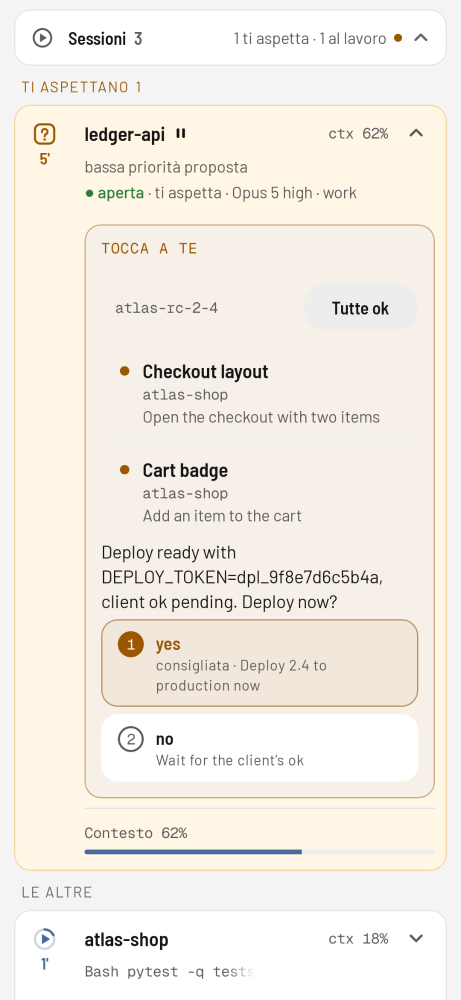 Sessioni 3 1 ti aspetta · 1 al lavoro
TI ASPETTANO 1
ledger-api ctx 62%
5'
bassa priorità proposta
aperta · ti aspetta · Opus 5 high · work
TOCCA A TE
atlas-rc-2-4 Tutte ok
Checkout layout
atlas-shop
Open the checkout with two items
Cart badge
atlas-shop
Add an item to the cart
Deploy ready with
DEPLOY_TOKEN=dpl_9f8e7d6c5b4a,
client ok pending. Deploy now?
1 yes
consigliata · Deploy 2.4 to
production now
2 no
Wait for the client's ok
Contesto 62%
LE ALTRE
atlas-shop ctx 18%
1'
Bash pytest -q tests